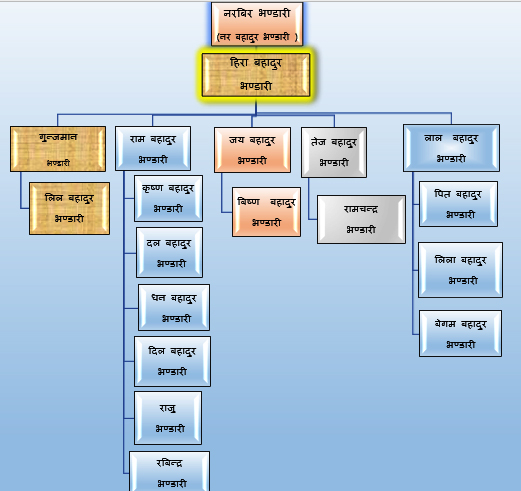 नरबिर भण्डारी
(नर बहादुर भण्डारी )
हिरा बहादुर
भण्डारी
गुन्जमान
भण्डारी
लिल बहादुर
भण्डारी
राम बहादुर
भण्डारी
कृष्ण बहादुर
भण्डारी
दल बहादुर
भण्डारी
धन बहादुर
भण्डारी
दिल बहादुर
भण्डारी
राजु
भण्डारी
रबिन्द्र
भण्डारी
जय बहादुर
भण्डारी
बिष्ण बहादुर
भण्डारी
तेज बहादुर
भण्डारी
रामचन्द्र
भण्डारी
लाल बहादुर
भण्डारी
पित बहादुर
भण्डारी
लिला बहादुर
भण्डारी
बेगम बहादुर
भण्डारी